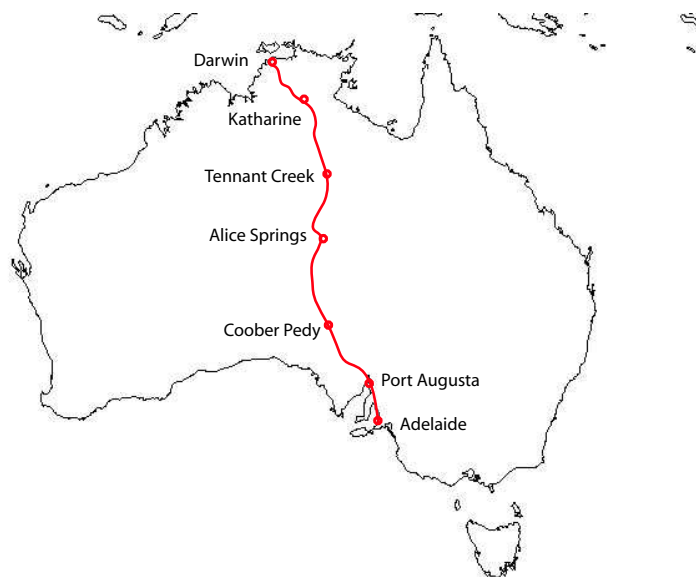 Darwin
Katharine
Tennant Creek
Alice Springs
Coober Pedy
Port Augusta
Adelaide